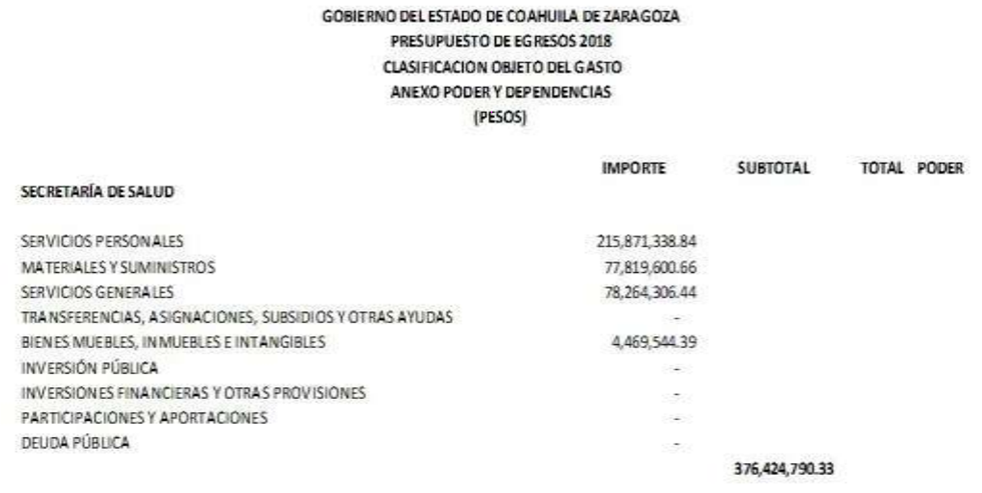 GOBIERNO DEL ESTADO DE COAHUILA DE ZARAGOZA
PRESUPUESTO DE EGRESOS 2018
CLASIFICACION OBJETO DEL GASTO
ANEXO PODER Y DEPENDENCIAS
(PESOS)
IMPORTE SUBTOTAL TOTAL PODER
SECRETARÍA DE SALUD
SERVICIOS PERSONALES 215,871,338.84
MATERIALES Y SUMINISTROS 77,819,600.66
SERVICIOS GENERALES 78,264,306.44
TRANSFERENCIAS, ASIGNACIONES, SUBSIDIOS Y OTRAS AYUDAS -
BIENES MUEBLES, INMUEBLES E INTANGIBLES 4,469,544.39
INVERSIÓN PÚBLICA -
INVERSIONES FINANCIERAS Y OTRAS PROVISIONES -
PARTICIPACIONES Y APORTACIONES -
DEUDA PÚBLICA -
376,424,790.33